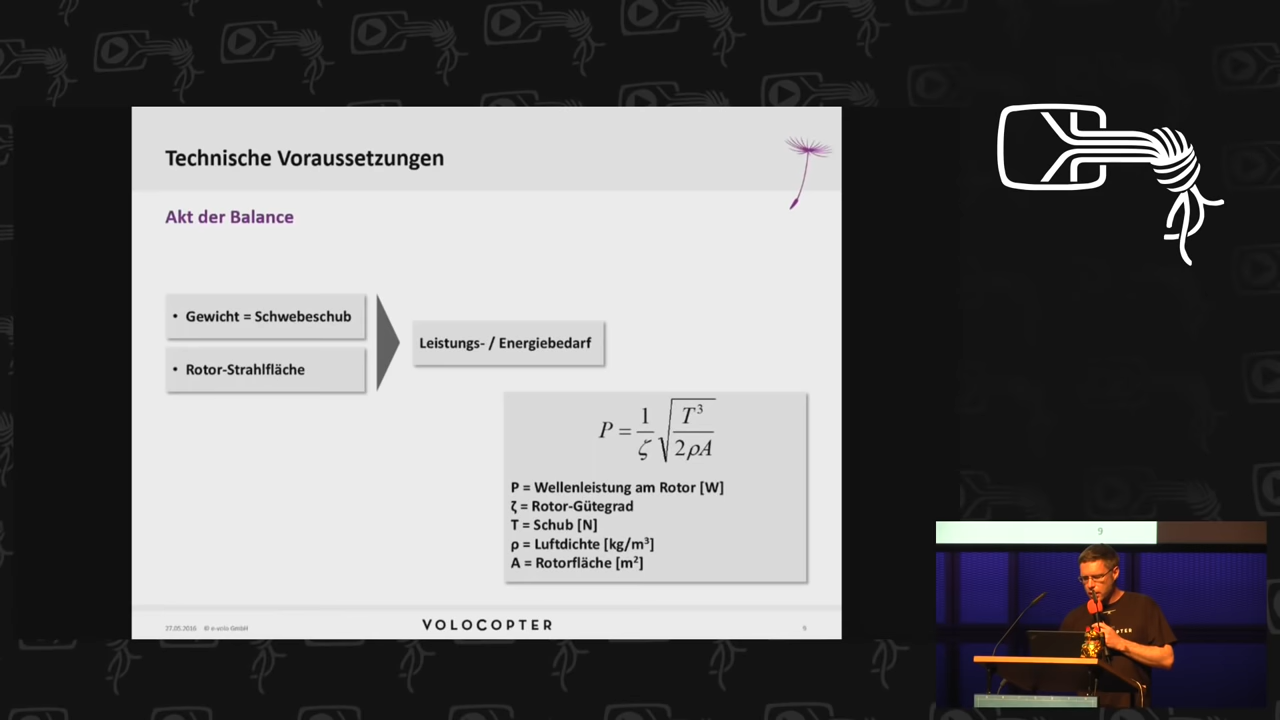 Technische Voraussetzungen
Akt der Balance
• Gewicht = Schwebeschub
• Rotor-Strahlfläche
Leistungs- / Energiebedarf
P = 1/ζ √(T³/2ρA)
P = Wellenleistung am Rotor [W]
ζ = Rotor-Gütegrad
T = Schub [N]
ρ = Luftdichte [kg/m³]
A = Rotorfläche [m²]
27.05.2016 © e-volo GmbH
VOLOCOPTER
9
9